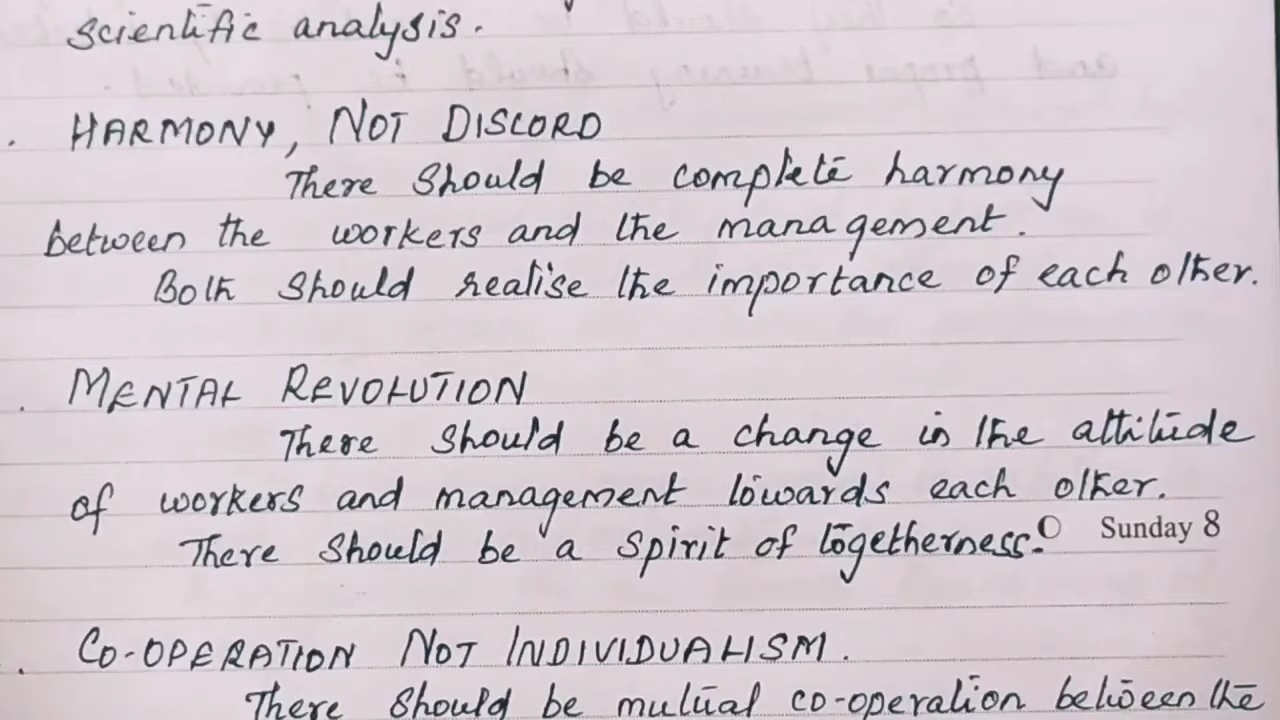 scientific analysis.
. HARMONY, NOT DISCORD
There should be complete harmony
between the workers and the management.
Both should realise the importance of each other.
. MENTAL REVOLUTION
There should be a change in the attitude
of workers and management towards each other.
There should be a spirit of togetherness.
Sunday 8
. CO-OPERATION NOT INDIVIDUALISM.
There should be mutual co-operation between the